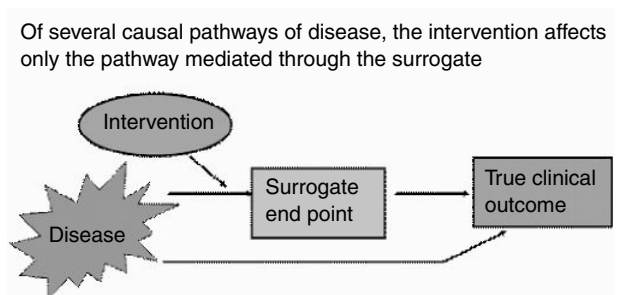 Of several causal pathways of disease, the intervention affects
only the pathway mediated through the surrogate
Intervention
Surrogate
end point
True clinical
outcome
Disease